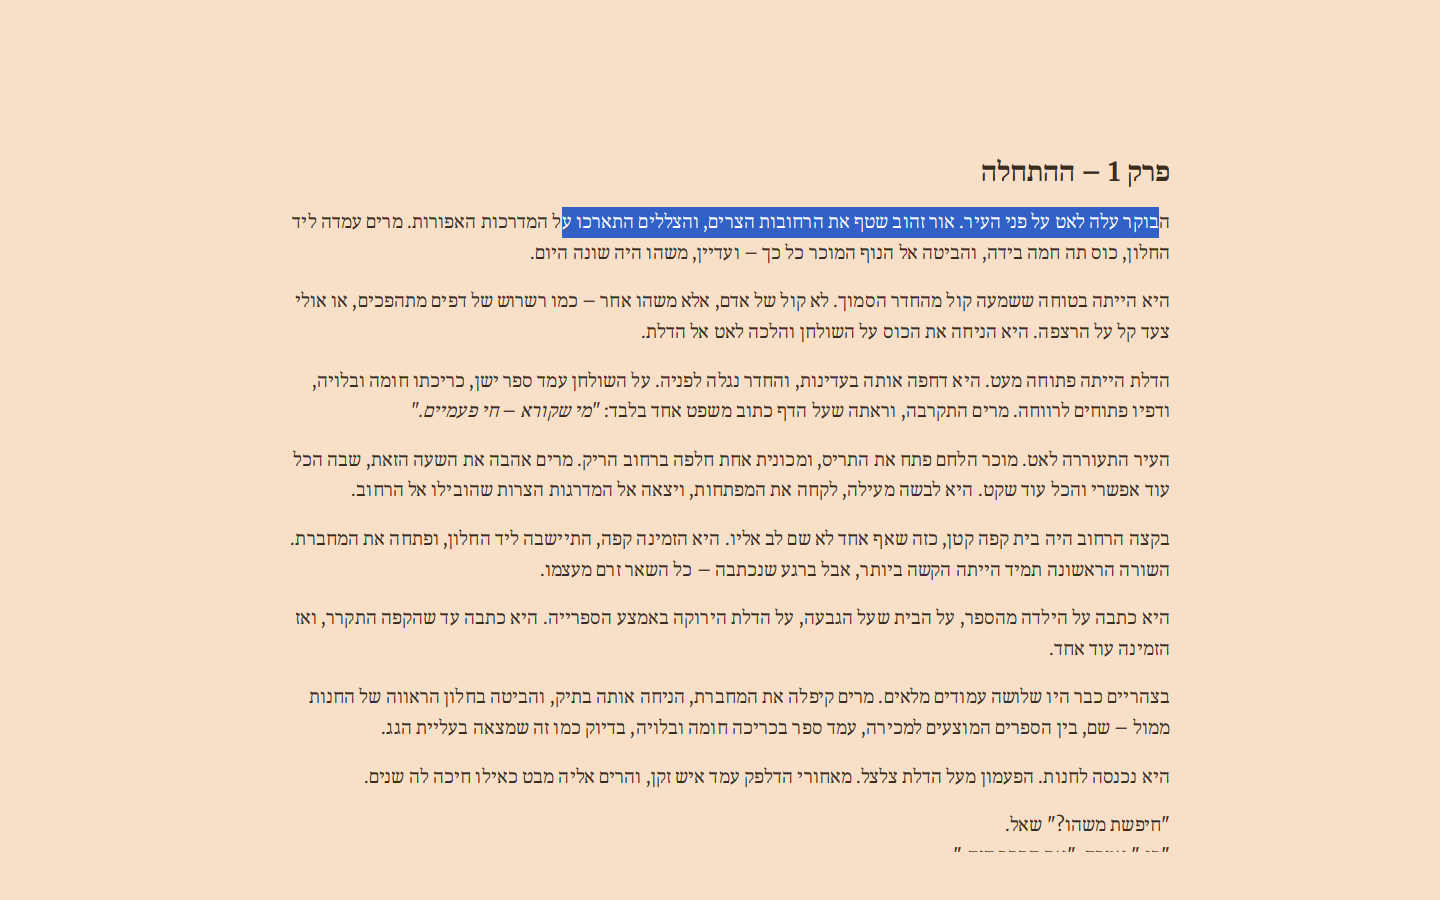 פרק 1 – ההתחלה
הבוקר עלה לאט על פני העיר. אור זהוב שטף את הרחובות הצרים, והצללים התארכו על המדרכות האפורות. מרים עמדה ליד
החלון, כוס תה חמה בידה, והביטה אל הנוף המוכר כל כך – ועדיין, משהו היה שונה היום.
היא הייתה בטוחה ששמעה קול מהחדר הסמוך. לא קול של אדם, אלא משהו אחר – כמו רשרוש של דפים מתהפכים, או אולי
צעד קל על הרצפה. היא הניחה את הכוס על השולחן והלכה לאט אל הדלת.
הדלת הייתה פתוחה מעט. היא דחפה אותה בעדינות, והחדר נגלה לפניה. על השולחן עמד ספר ישן, כריכתו חומה ובלויה,
ודפיו פתוחים לרווחה. מרים התקרבה, וראתה שעל הדף כתוב משפט אחד בלבד: "מי שקורא – חי פעמיים."
העיר התעוררה לאט. מוכר הלחם פתח את התריס, ומכונית אחת חלפה ברחוב הריק. מרים אהבה את השעה הזאת, שבה הכל
עוד אפשרי והכל עוד שקט. היא לבשה מעילה, לקחה את המפתחות, ויצאה אל המדרגות הצרות שהובילו אל הרחוב.
בקצה הרחוב היה בית קפה קטן, כזה שאף אחד לא שם לב אליו. היא הזמינה קפה, התיישבה ליד החלון, ופתחה את המחברת.
השורה הראשונה תמיד הייתה הקשה ביותר, אבל ברגע שנכתבה – כל השאר זרם מעצמו.
היא כתבה על הילדה מהספר, על הבית שעל הגבעה, על הדלת הירוקה באמצע הספרייה. היא כתבה עד שהקפה התקרר, ואז
הזמינה עוד אחד.
בצהריים כבר היו שלושה עמודים מלאים. מרים קיפלה את המחברת, הניחה אותה בתיק, והביטה בחלון הראווה של החנות
ממול – שם, בין הספרים המוצעים למכירה, עמד ספר בכריכה חומה ובלויה, בדיוק כמו זה שמצאה בעליית הגג.
היא נכנסה לחנות. הפעמון מעל הדלת צלצל. מאחורי הדלפק עמד איש זקן, והרים אליה מבט כאילו חיכה לה שנים.
"חיפשת משהו?" שאל.